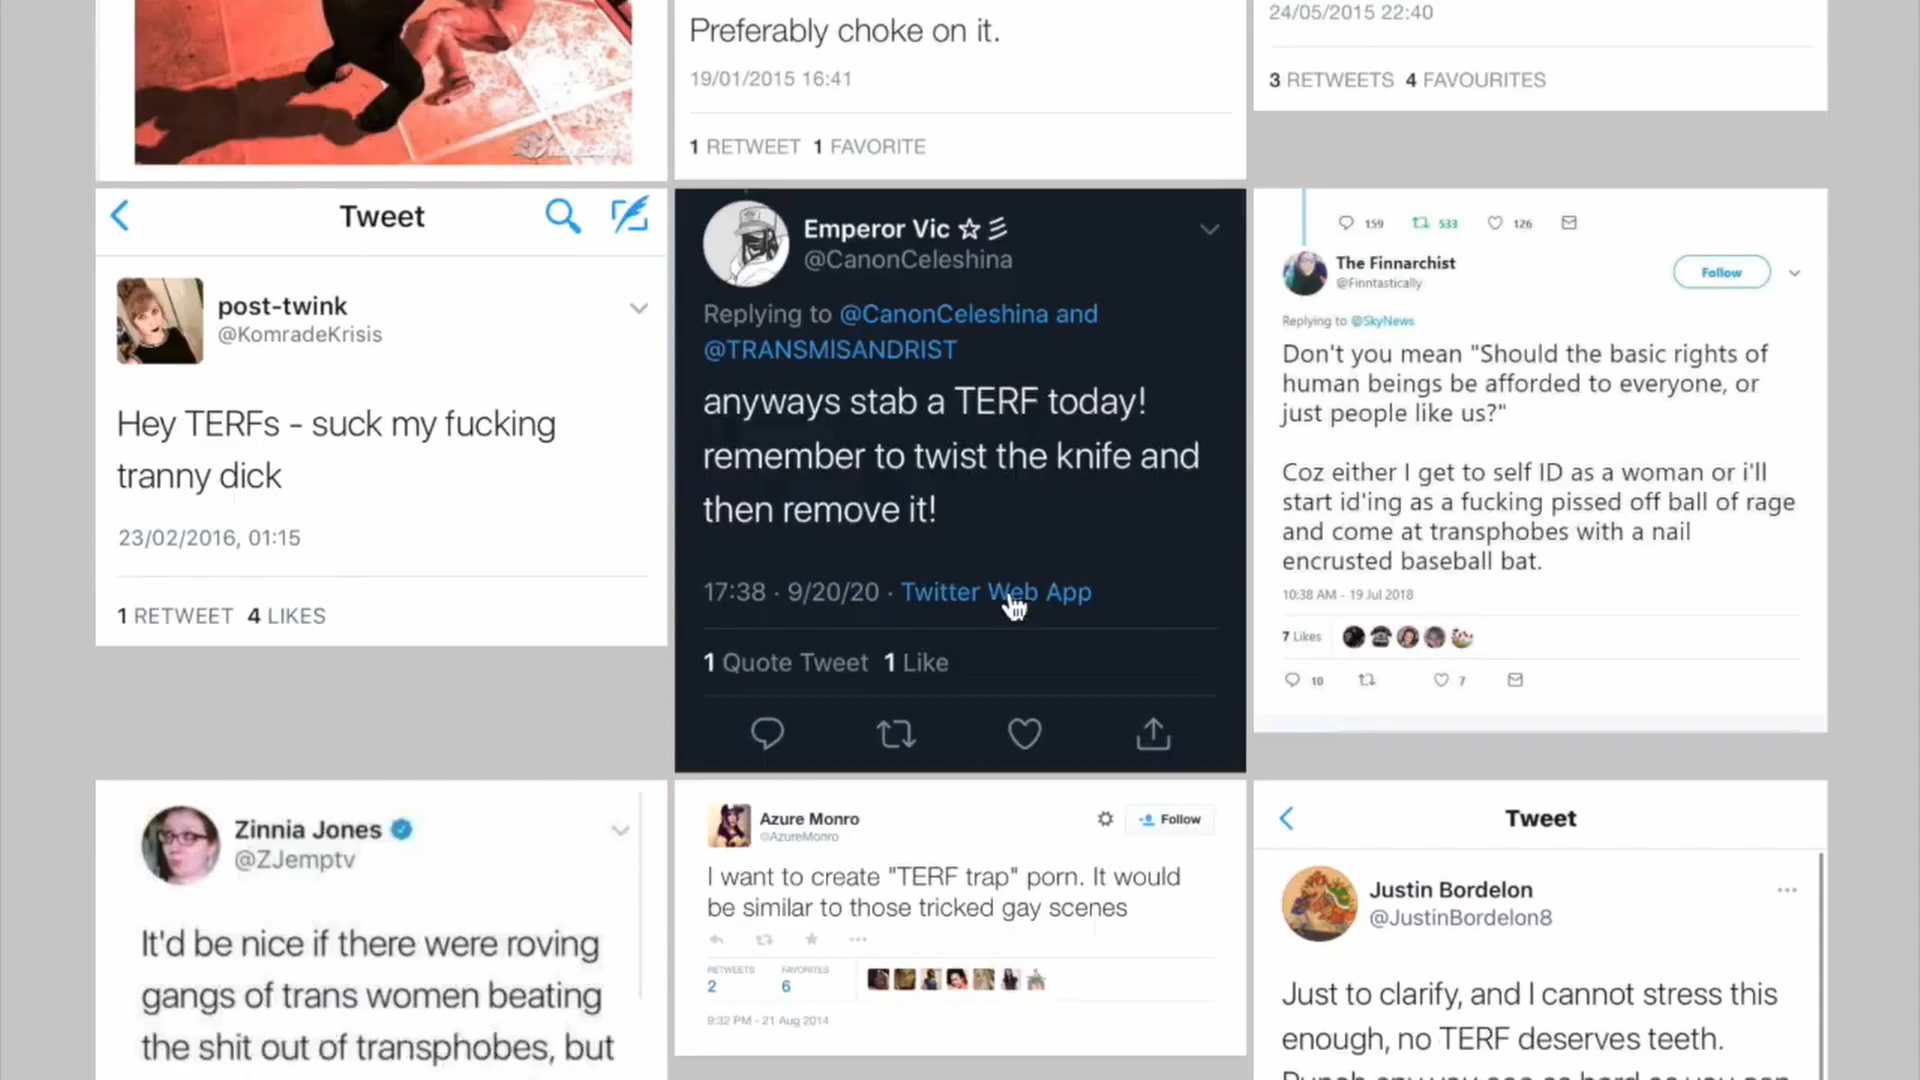 Preferably choke on it.
19/01/2015 16:41
1 RETWEET 1 FAVORITE
24/05/2015 22:40
3 RETWEETS 4 FAVOURITES
Tweet
post-twink
@KomradeKrisis
Hey TERFs - suck my fucking
tranny dick
23/02/2016, 01:15
1 RETWEET 4 LIKES
Emperor Vic ☆彡
@CanonCeleshina
Replying to @CanonCeleshina and
@TRANSMISANDRIST
anyways stab a TERF today!
remember to twist the knife and
then remove it!
17:38 · 9/20/20 · Twitter Web App
1 Quote Tweet 1 Like
159 533 126
The Finnarchist
@Finntastically
Follow
Replying to @SkyNews
Don't you mean "Should the basic rights of
human beings be afforded to everyone, or
just people like us?"
Coz either I get to self ID as a woman or i'll
start id'ing as a fucking pissed off ball of rage
and come at transphobes with a nail
encrusted baseball bat.
10:38 AM - 19 Jul 2018
7 Likes
10 7
Zinnia Jones
@ZJemptv
It'd be nice if there were roving
gangs of trans women beating
the shit out of transphobes, but
Azure Monro
@AzureMonro
Follow
I want to create "TERF trap" porn. It would
be similar to those tricked gay scenes
RETWEETS FAVORITES
2 6
9:32 PM - 21 Aug 2014
Tweet
Justin Bordelon
@JustinBordelon8
Just to clarify, and I cannot stress this
enough, no TERF deserves teeth.